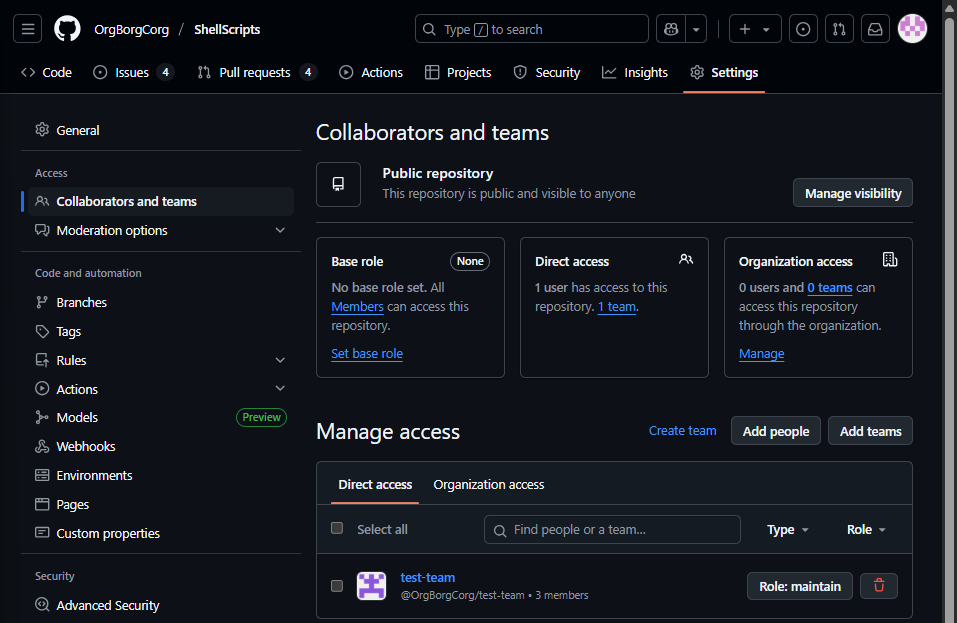 OrgBorgCorg / ShellScripts
Type / to search
Code
Issues 4
Pull requests 4
Actions
Projects
Security
Insights
Settings
General
Access
Collaborators and teams
Moderation options
Code and automation
Branches
Tags
Rules
Actions
Models Preview
Webhooks
Environments
Pages
Custom properties
Security
Advanced Security
Collaborators and teams
Public repository
This repository is public and visible to anyone
Manage visibility
Base role None
No base role set. All
Members can access this
repository.
Set base role
Direct access
1 user has access to this
repository. 1 team.
Organization access
0 users and 0 teams can
access this repository
through the organization.
Manage
Manage access
Create team
Add people
Add teams
Direct access
Organization access
Select all
Find people or a team...
Type
Role
test-team
@OrgBorgCorg/test-team • 3 members
Role: maintain